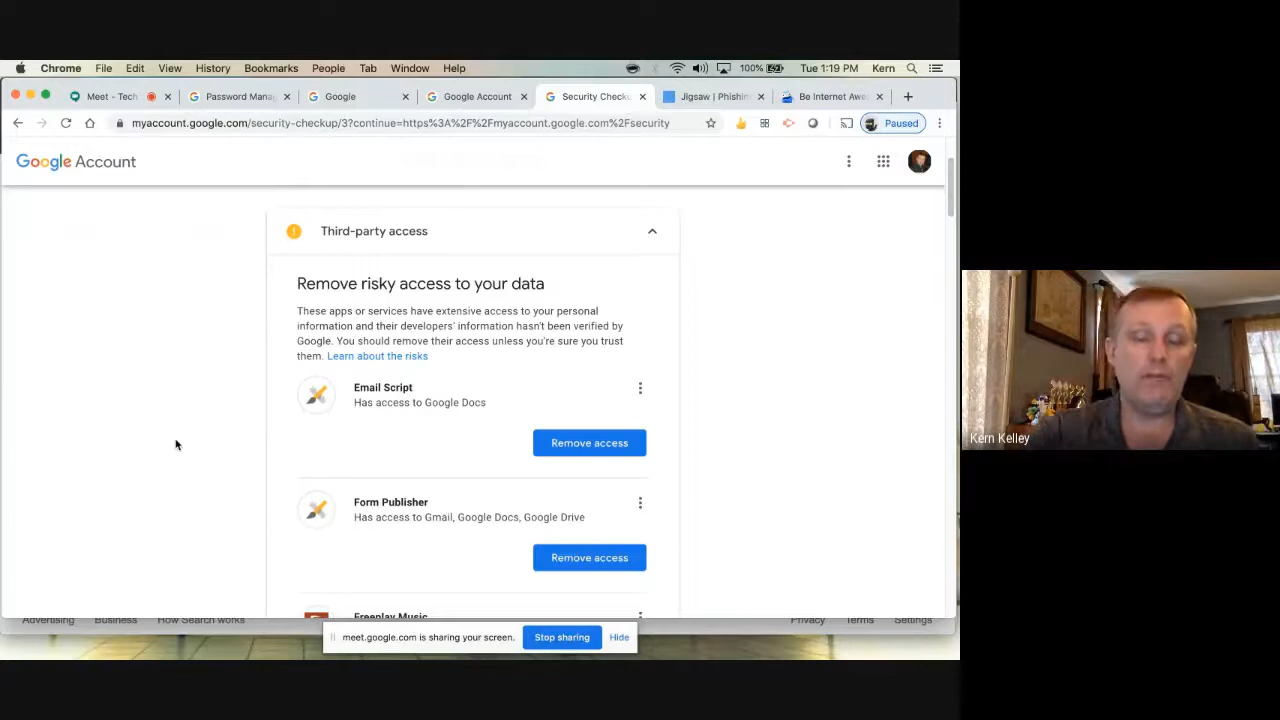 Chrome File Edit View History Bookmarks People Tab Window Help 100% Tue 1:19 PM Kern
Meet - Tech Password Mana Google Google Account Security Checku Jigsaw | Phishin Be Internet Awe
myaccount.google.com/security-checkup/3?continue=https%3A%2F%2Fmyaccount.google.com%2Fsecurity Paused
Google Account
Third-party access
Remove risky access to your data
These apps or services have extensive access to your personal
information and their developers' information hasn't been verified by
Google. You should remove their access unless you're sure you trust
them. Learn about the risks
Email Script
Has access to Google Docs
Remove access
Form Publisher
Has access to Gmail, Google Docs, Google Drive
Remove access
Freeplay Music
Advertising Business How Search works Privacy Terms Settings
meet.google.com is sharing your screen. Stop sharing Hide
Kern Kelley